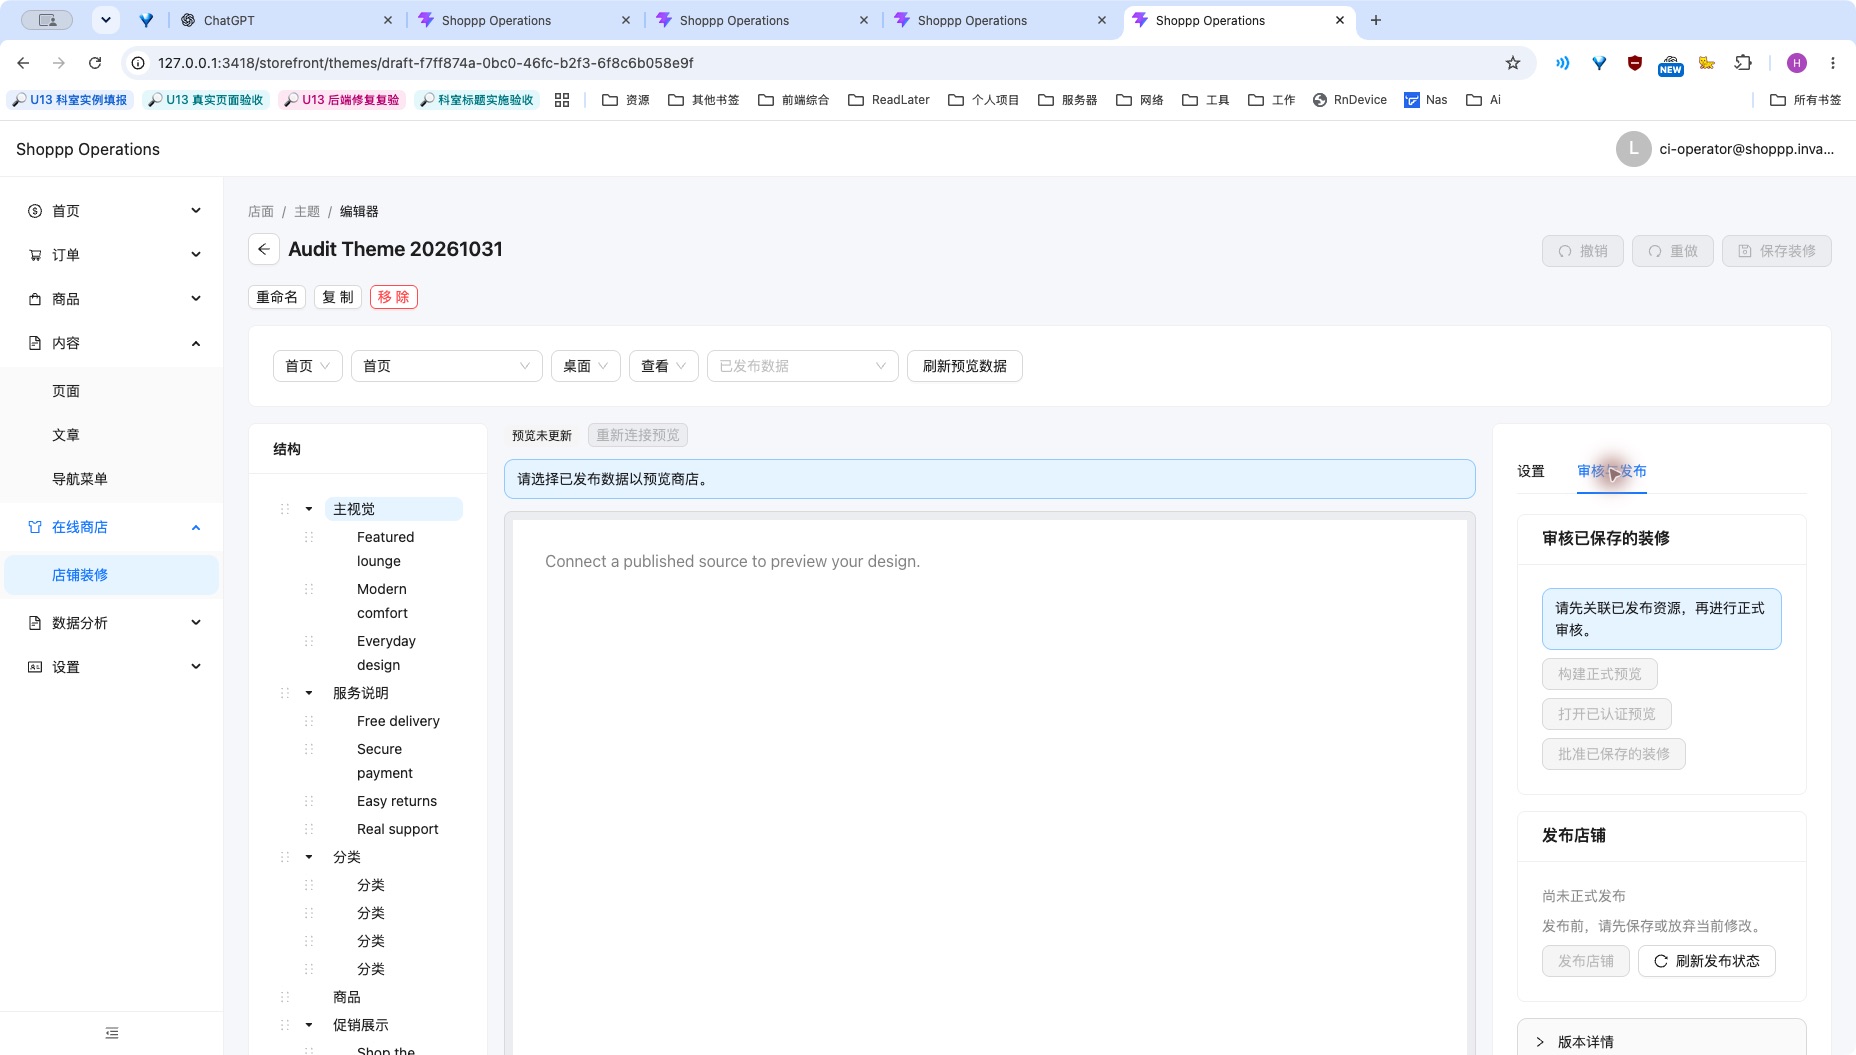 ChatGPT
Shoppp Operations
Shoppp Operations
Shoppp Operations
Shoppp Operations
127.0.0.1:3418/storefront/themes/draft-f7ff874a-0bc0-46fc-b2f3-6f8c6b058e9f
NEW
H
U13 科室实例填报
U13 真实页面验收
U13 后端修复复验
科室标题实施验收
资源
其他书签
前端综合
ReadLater
个人项目
服务器
网络
工具
工作
RnDevice
Nas
Ai
所有书签
Shoppp Operations
L
ci-operator@shoppp.inva...
首页
订单
商品
内容
页面
文章
导航菜单
在线商店
店铺装修
数据分析
设置
店面 / 主题 / 编辑器
Audit Theme 20261031
撤销
重做
保存装修
重命名
复 制
移 除
首页
首页
桌面
查看
已发布数据
刷新预览数据
结构
主视觉
Featured
lounge
Modern
comfort
Everyday
design
服务说明
Free delivery
Secure
payment
Easy returns
Real support
分类
分类
分类
分类
分类
商品
促销展示
Shop the
预览未更新
重新连接预览
请选择已发布数据以预览商店。
Connect a published source to preview your design.
设置
审核与发布
审核已保存的装修
请先关联已发布资源，再进行正式
审核。
构建正式预览
打开已认证预览
批准已保存的装修
发布店铺
尚未正式发布
发布前，请先保存或放弃当前修改。
发布店铺
刷新发布状态
版本详情